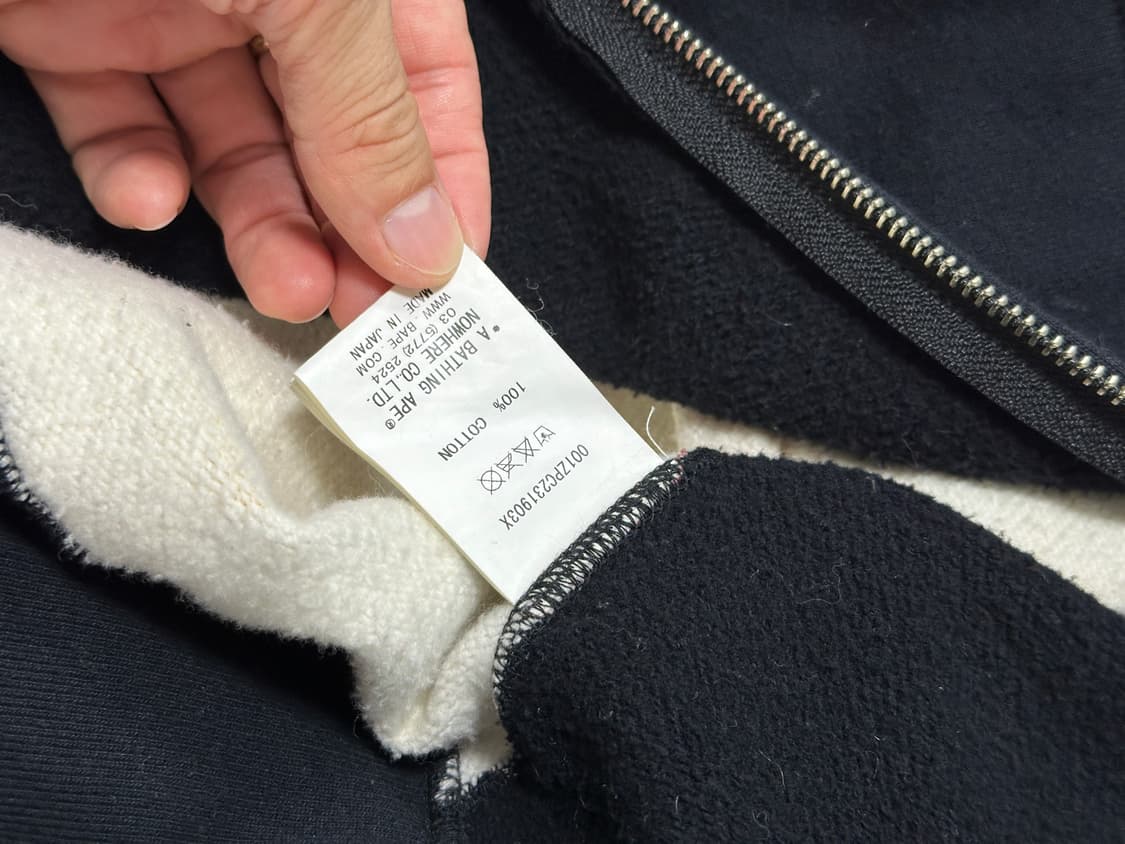 001ZPC231903X
100% COTTON
A BATHING APE®
NOWHERE CO.,LTD.
03 (5772) 2524
WWW.BAPE.COM
MADE IN JAPAN